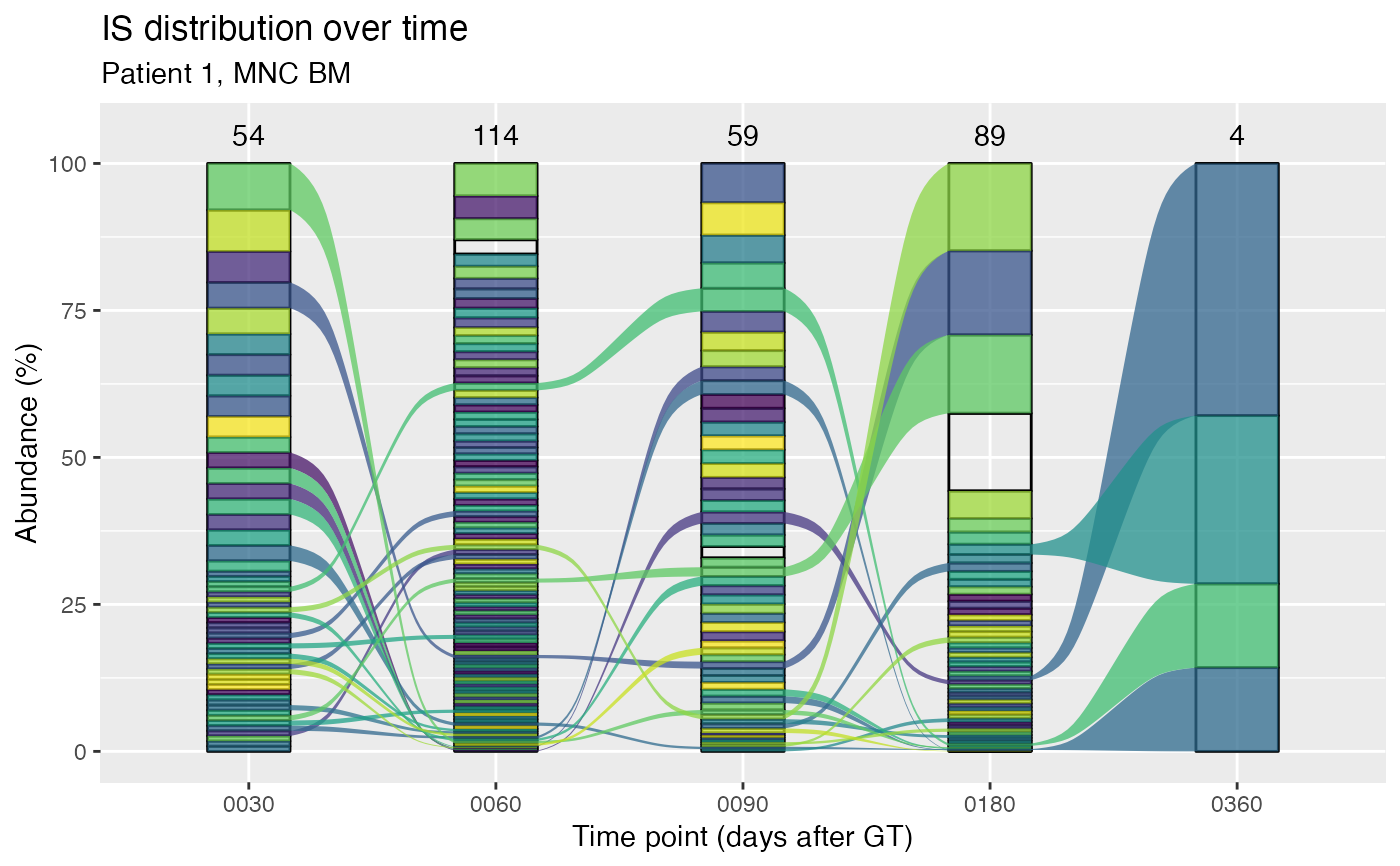 IS distribution over time
Patient 1, MNC BM
54 114 59 89 4
100
75
50
25
0
Abundance (%)
0030 0060 0090 0180 0360
Time point (days after GT)